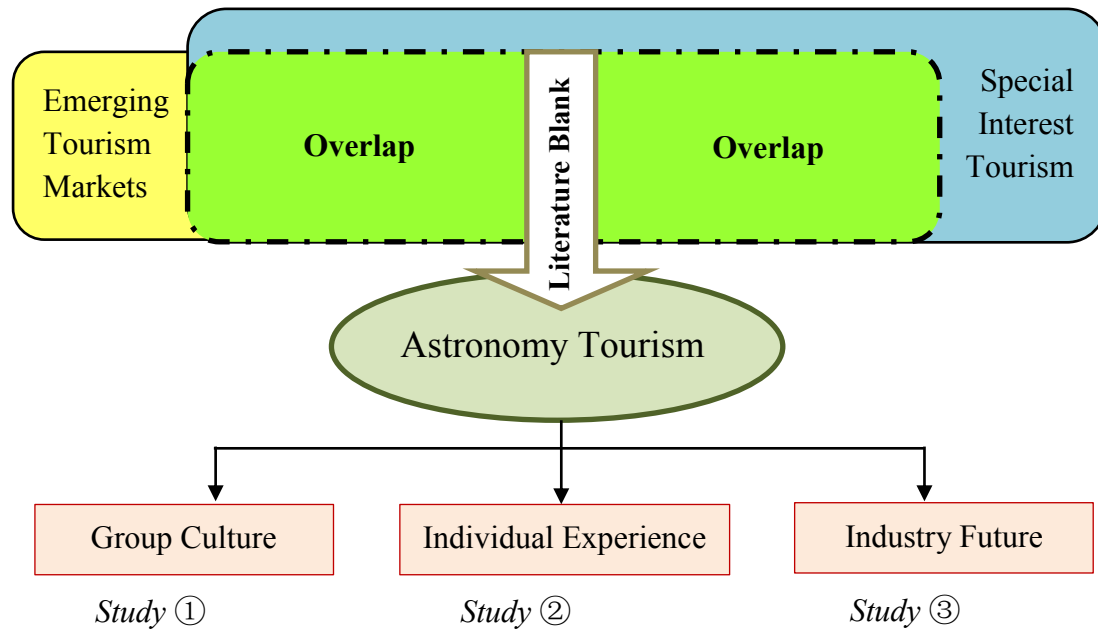 Emerging
Tourism
Markets
Overlap
Literature Blank
Overlap
Special
Interest
Tourism
Astronomy Tourism
Group Culture
Individual Experience
Industry Future
Study ①
Study ②
Study ③